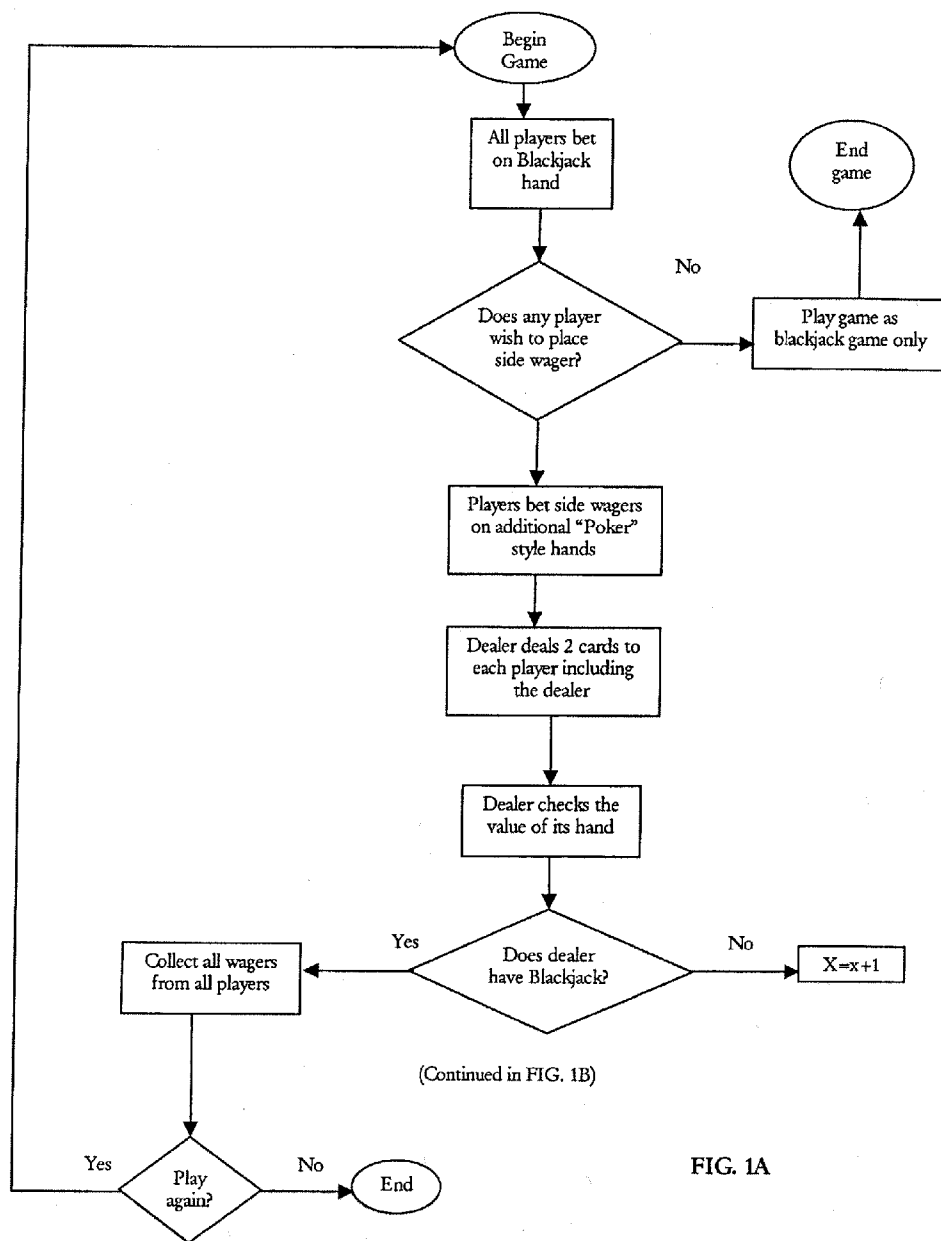 Begin
Game
All players bet
on Blackjack
hand
End
game
No
Does any player
wish to place
side wager?
Play game as
blackjack game only
Players bet side wagers
on additional "Poker"
style hands
Dealer deals 2 cards to
each player including
the dealer
Dealer checks the
value of its hand
Yes
No
Collect all wagers
from all players
Does dealer
have Blackjack?
X=x+1
(Continued in FIG. 1B)
Yes
Play
again?
No
End
FIG. 1A